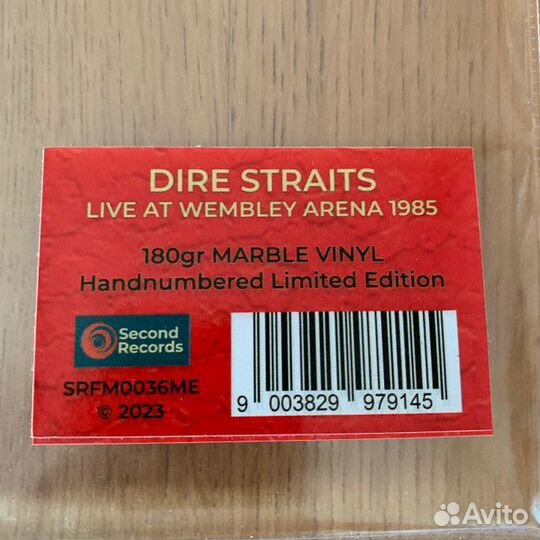 DIRE STRAITS
LIVE AT WEMBLEY ARENA 1985
180gr MARBLE VINYL
Handnumbered Limited Edition
Second
Records
SRFM0036ME
© 2023
9 003829 979145
Avito